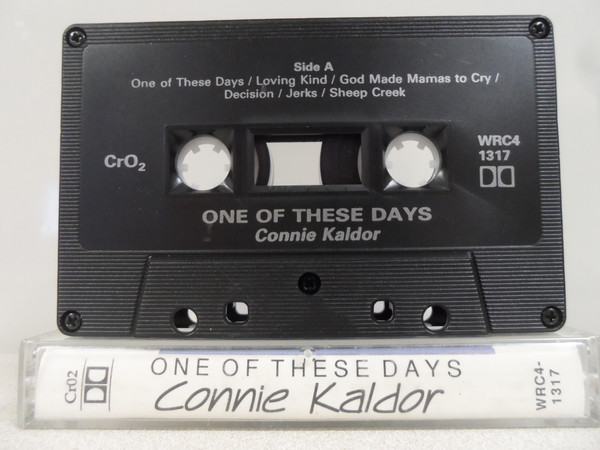 Side A
One of These Days / Loving Kind / God Made Mamas to Cry /
Decision / Jerks / Sheep Creek
CrO₂
WRC4
1317
ONE OF THESE DAYS
Connie Kaldor
CrO2
ONE OF THESE DAYS
Connie Kaldor
WRC4-
1317